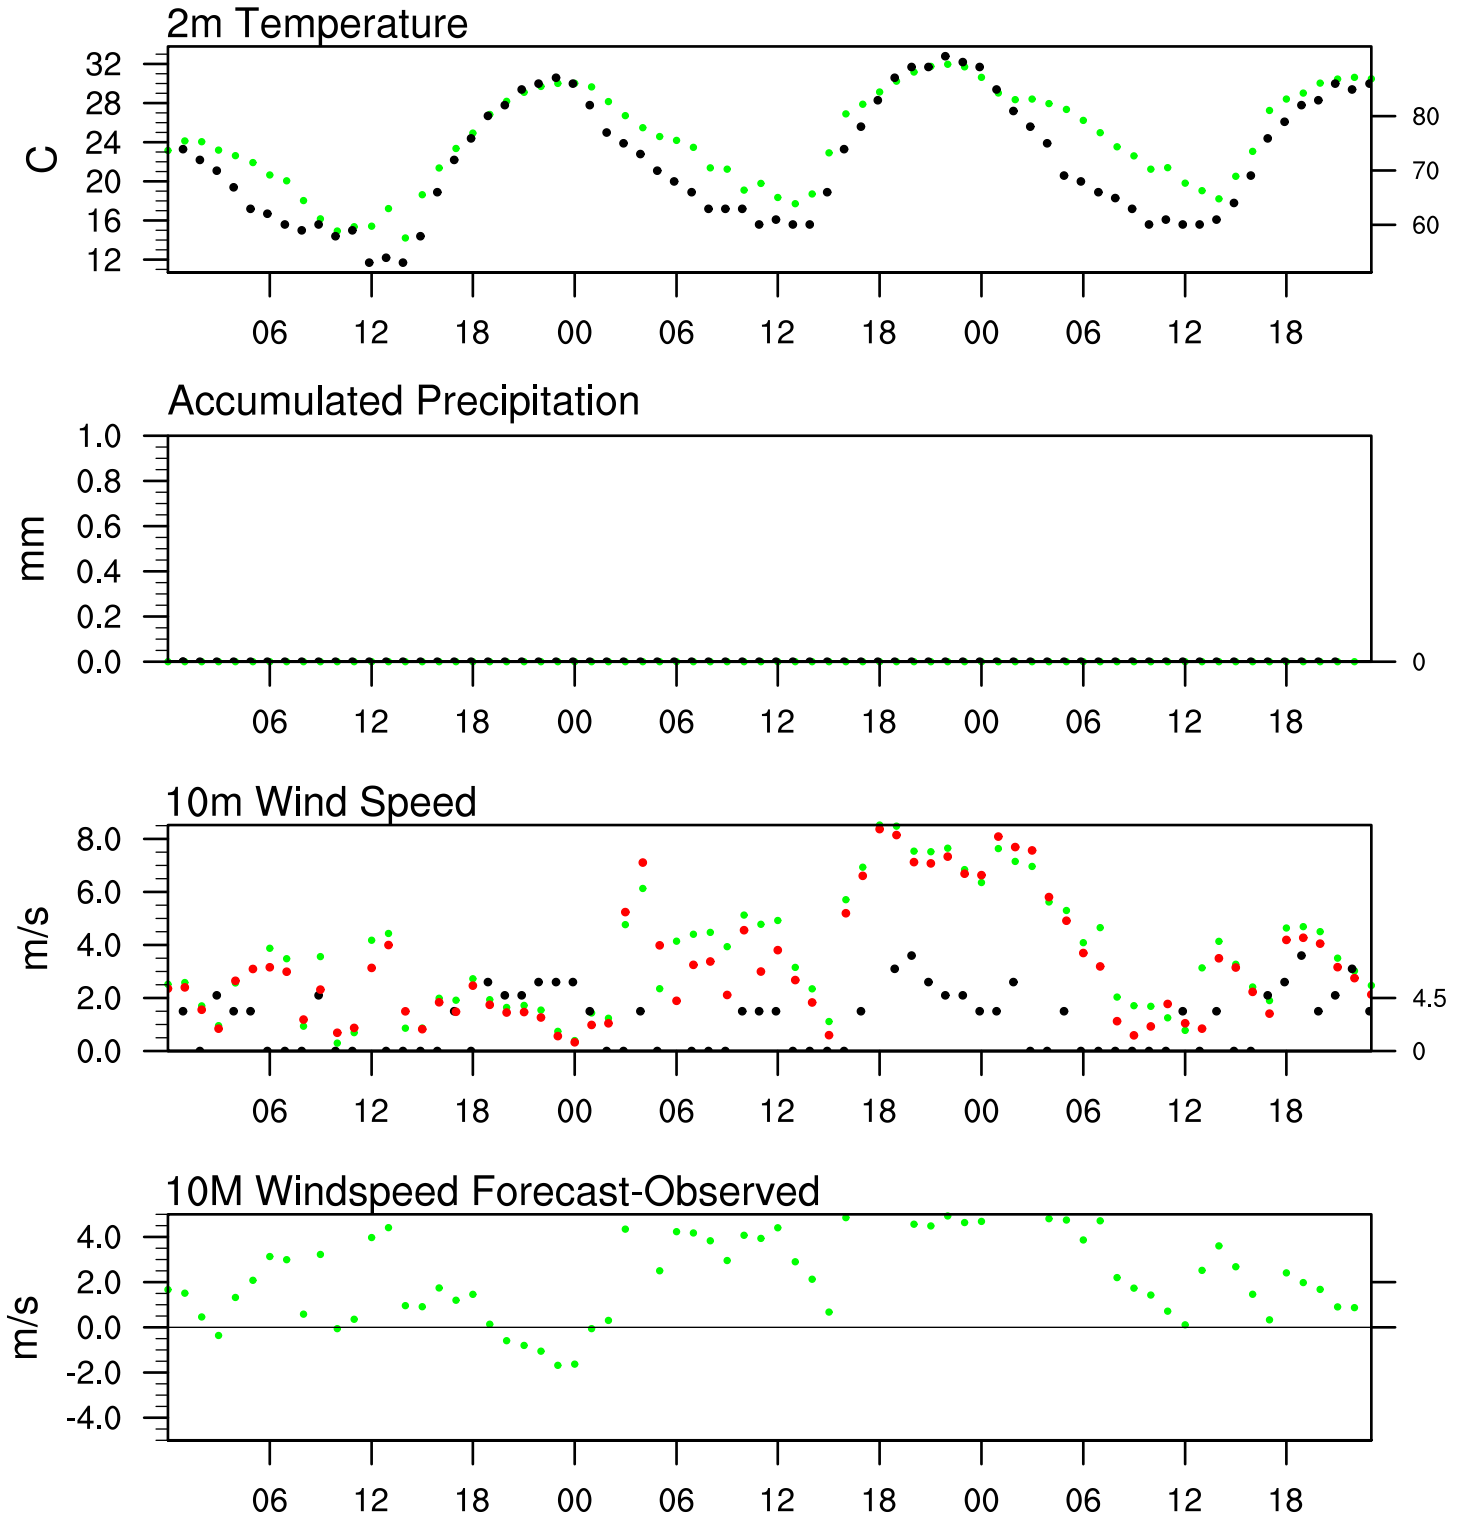 2m Temperature
32
28
24
20
16
12
C
80
70
60
06 12 18 00 06 12 18 00 06 12 18
Accumulated Precipitation
1.0
0.8
0.6
0.4
0.2
0.0
mm
0
06 12 18 00 06 12 18 00 06 12 18
10m Wind Speed
8.0
6.0
4.0
2.0
0.0
m/s
4.5
0
06 12 18 00 06 12 18 00 06 12 18
10M Windspeed Forecast-Observed
4.0
2.0
0.0
-2.0
-4.0
m/s
06 12 18 00 06 12 18 00 06 12 18